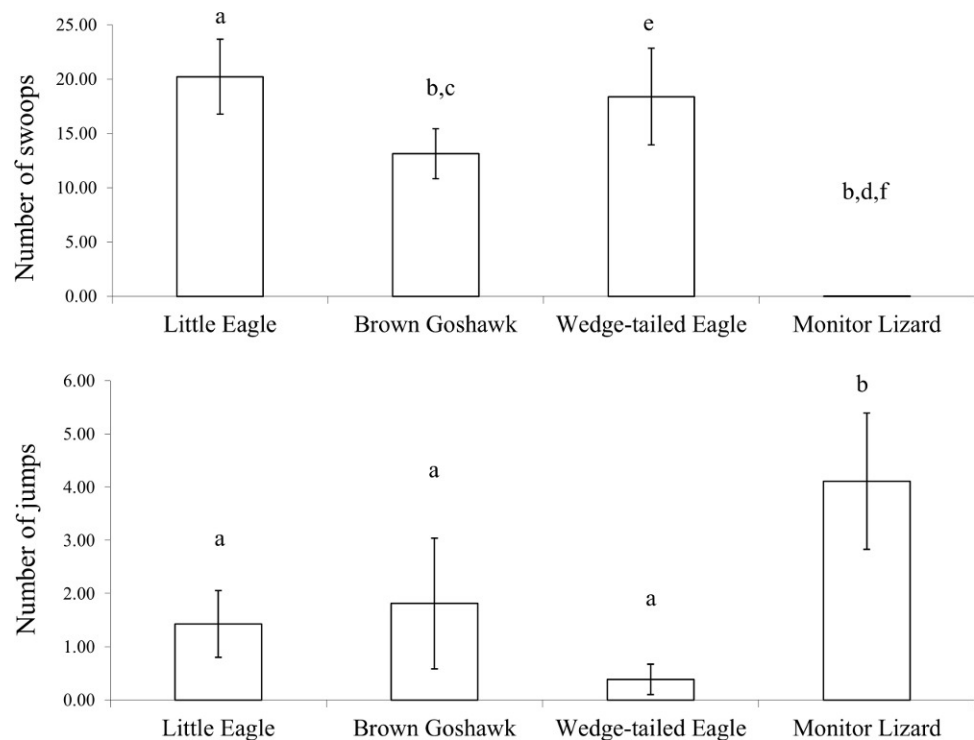 a
e
b,c
b,d,f
25.00
20.00
15.00
10.00
5.00
0.00
Number of swoops
Little Eagle Brown Goshawk Wedge-tailed Eagle Monitor Lizard
b
a
a
a
6.00
5.00
4.00
3.00
2.00
1.00
0.00
Number of jumps
Little Eagle Brown Goshawk Wedge-tailed Eagle Monitor Lizard